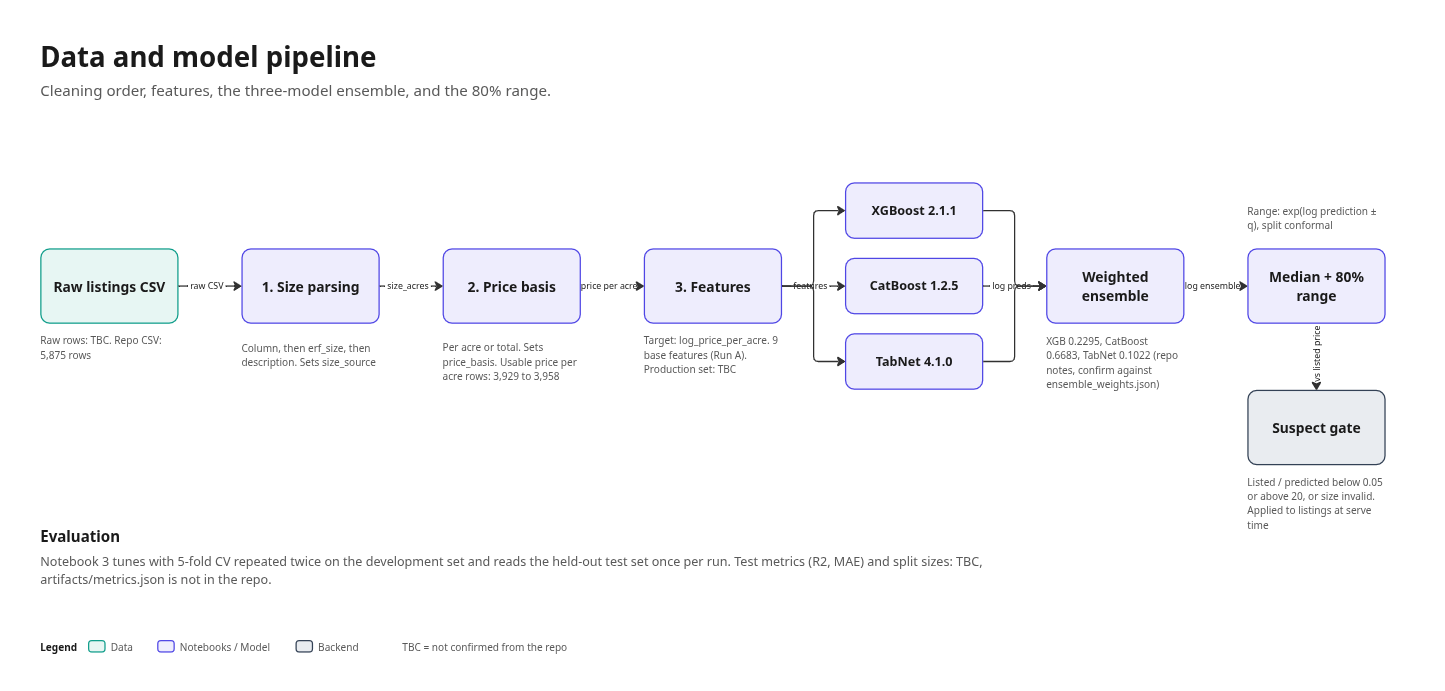 Data and model pipeline
Cleaning order, features, the three-model ensemble, and the 80% range.
Raw listings CSV
Raw rows: TBC. Repo CSV:
5,875 rows
raw CSV
1. Size parsing
Column, then erf_size, then
description. Sets size_source
size_acres
2. Price basis
Per acre or total. Sets
price_basis. Usable price per
acre rows: 3,929 to 3,958
price per acre
3. Features
Target: log_price_per_acre. 9
base features (Run A).
Production set: TBC
features
XGBoost 2.1.1
CatBoost 1.2.5
TabNet 4.1.0
log preds
Weighted
ensemble
XGB 0.2295, CatBoost
0.6683, TabNet 0.1022 (repo
notes, confirm against
ensemble_weights.json)
log ensemble
Range: exp(log prediction ±
q), split conformal
Median + 80%
range
vs listed price
Suspect gate
Listed / predicted below 0.05
or above 20, or size invalid.
Applied to listings at serve
time
Evaluation
Notebook 3 tunes with 5-fold CV repeated twice on the development set and reads the held-out test set once per run. Test metrics (R2, MAE) and split sizes: TBC,
artifacts/metrics.json is not in the repo.
Legend
Data
Notebooks / Model
Backend
TBC = not confirmed from the repo